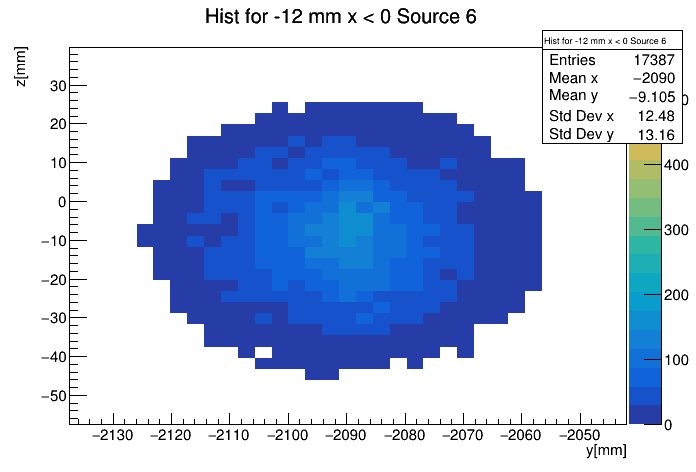 Hist for -12 mm x < 0 Source 6
z[mm]
Hist for -12 mm x < 0 Source 6
Entries 17387
Mean x −2090
Mean y −9.105
Std Dev x 12.48
Std Dev y 13.16
30
20
10
0
−10
−20
−30
−40
−50
0
400
300
200
100
0
−2130 −2120 −2110 −2100 −2090 −2080 −2070 −2060 −2050
y[mm]